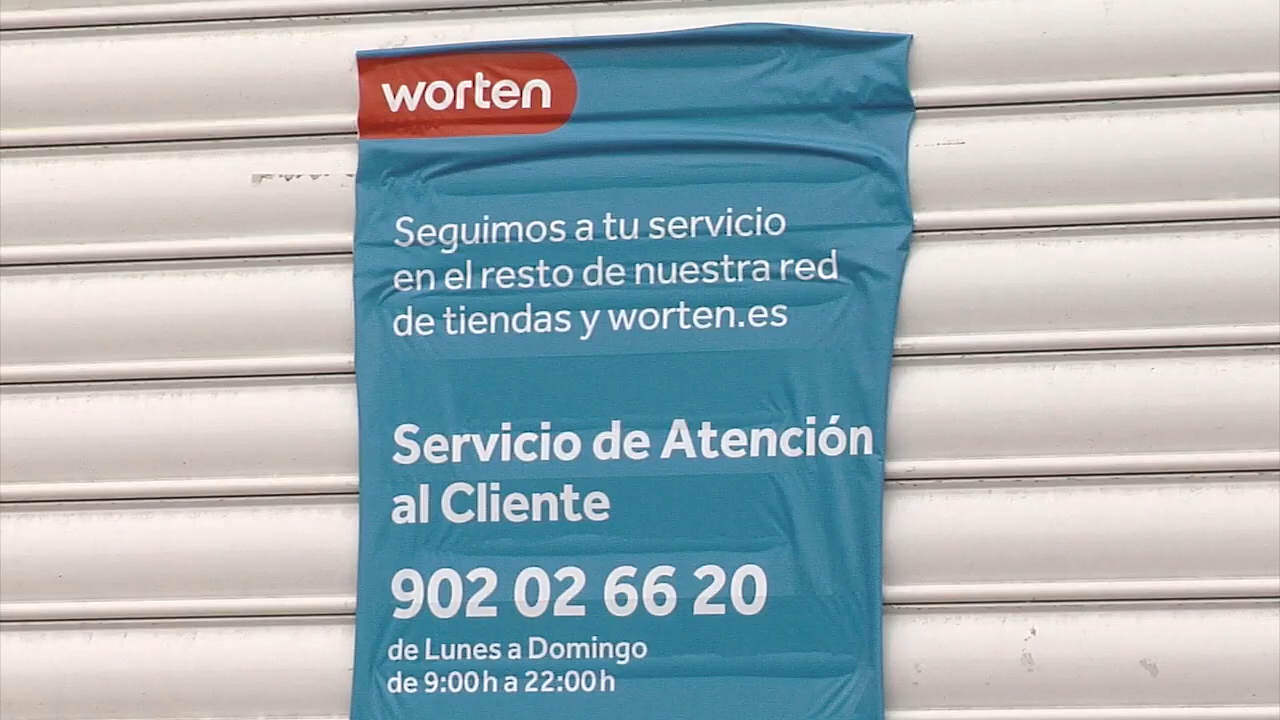 worten
Seguimos a tu servicio
en el resto de nuestra red
de tiendas y worten.es
Servicio de Atención
al Cliente
902 02 66 20
de Lunes a Domingo
de 9:00h a 22:00h